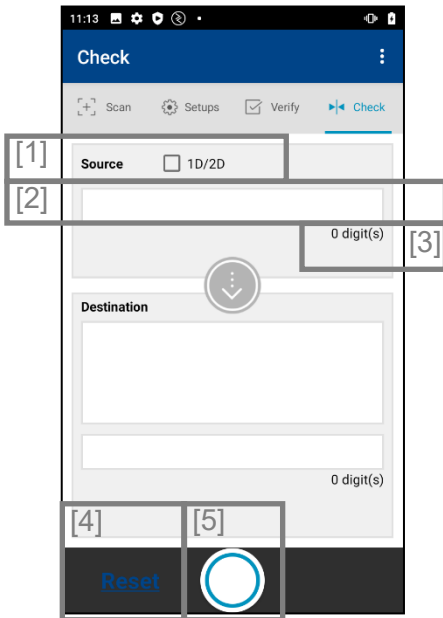 11:13
Check
Scan Setups Verify Check
[1]
Source 1D/2D
[2]
0 digit(s)
[3]
Destination
0 digit(s)
[4] [5]
Reset